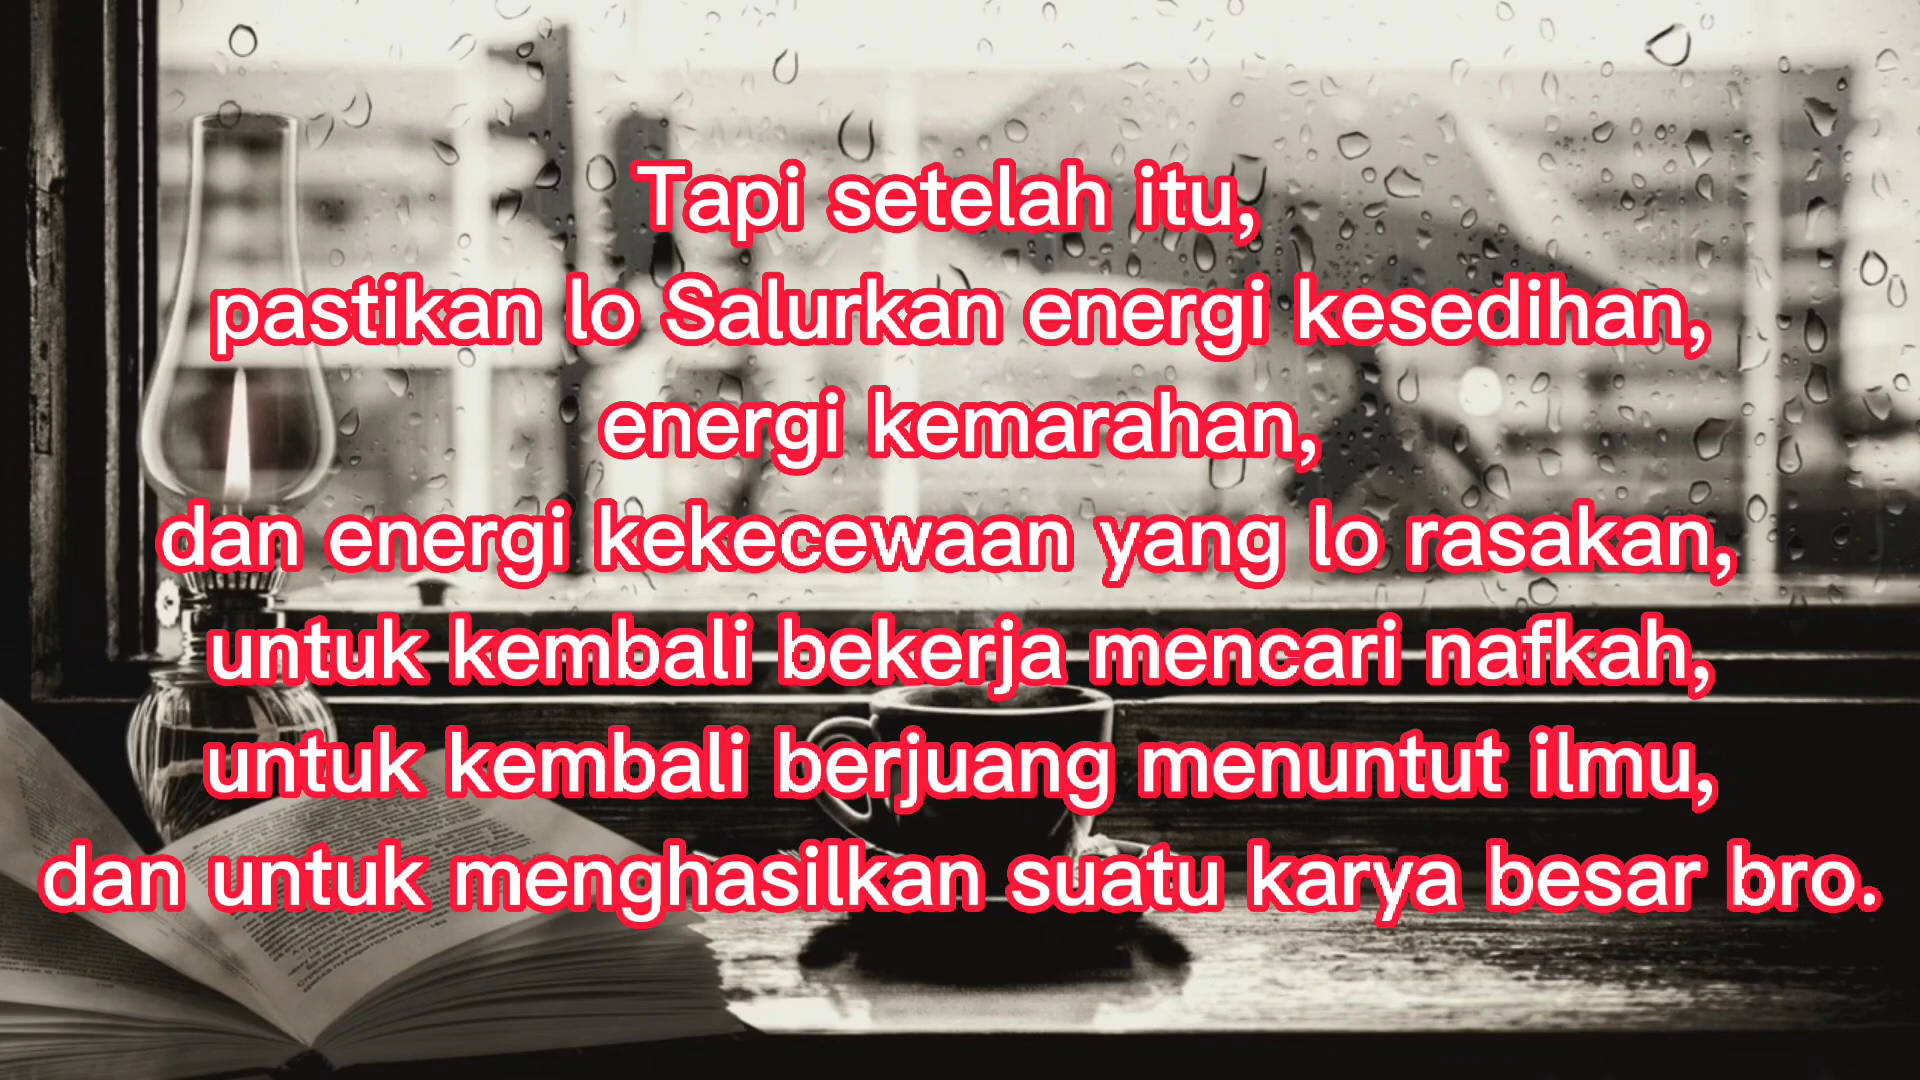 Tapi setelah itu,
pastikan lo Salurkan energi kesedihan,
energi kemarahan,
dan energi kekecewaan yang lo rasakan,
untuk kembali bekerja mencari nafkah,
untuk kembali berjuang menuntut ilmu,
dan untuk menghasilkan suatu karya besar bro.